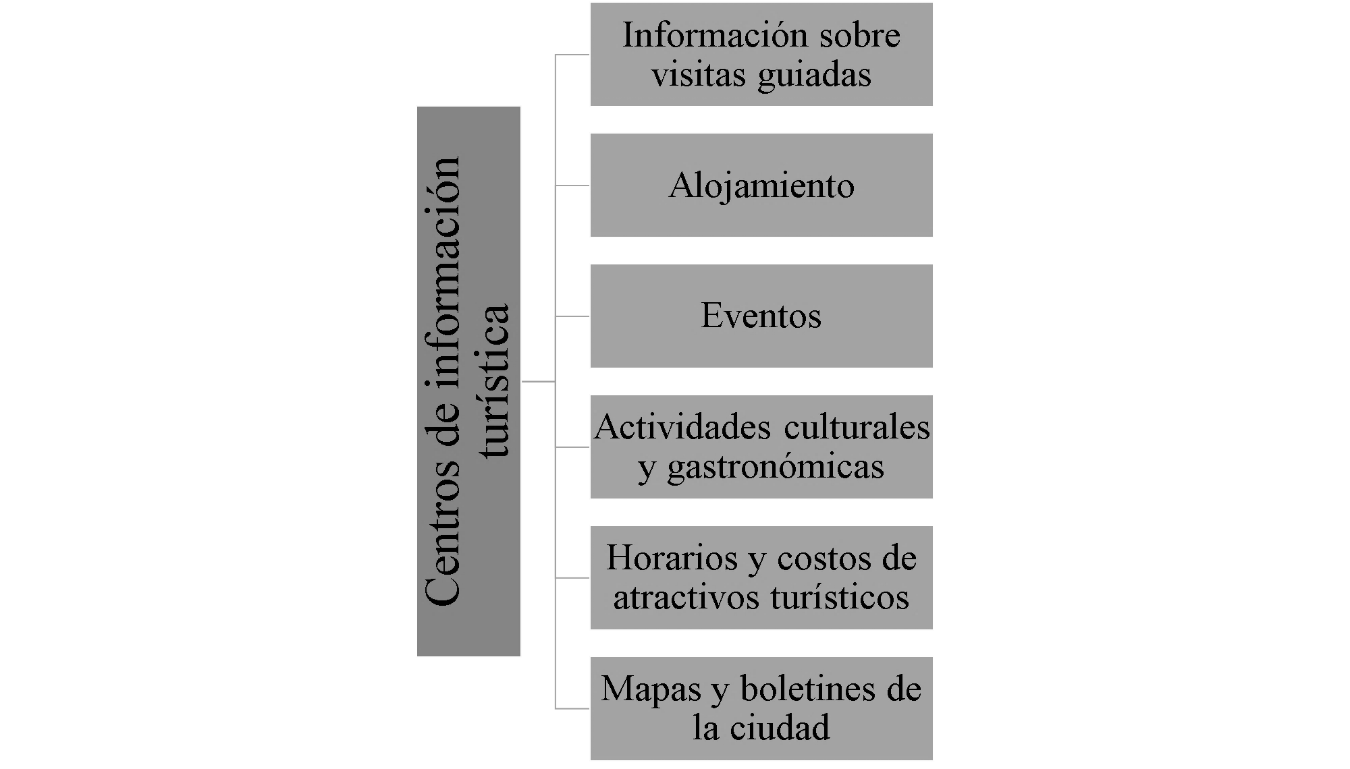 Centros de información
turística
Información sobre
visitas guiadas
Alojamiento
Eventos
Actividades culturales
y gastronómicas
Horarios y costos de
atractivos turísticos
Mapas y boletines de
la ciudad